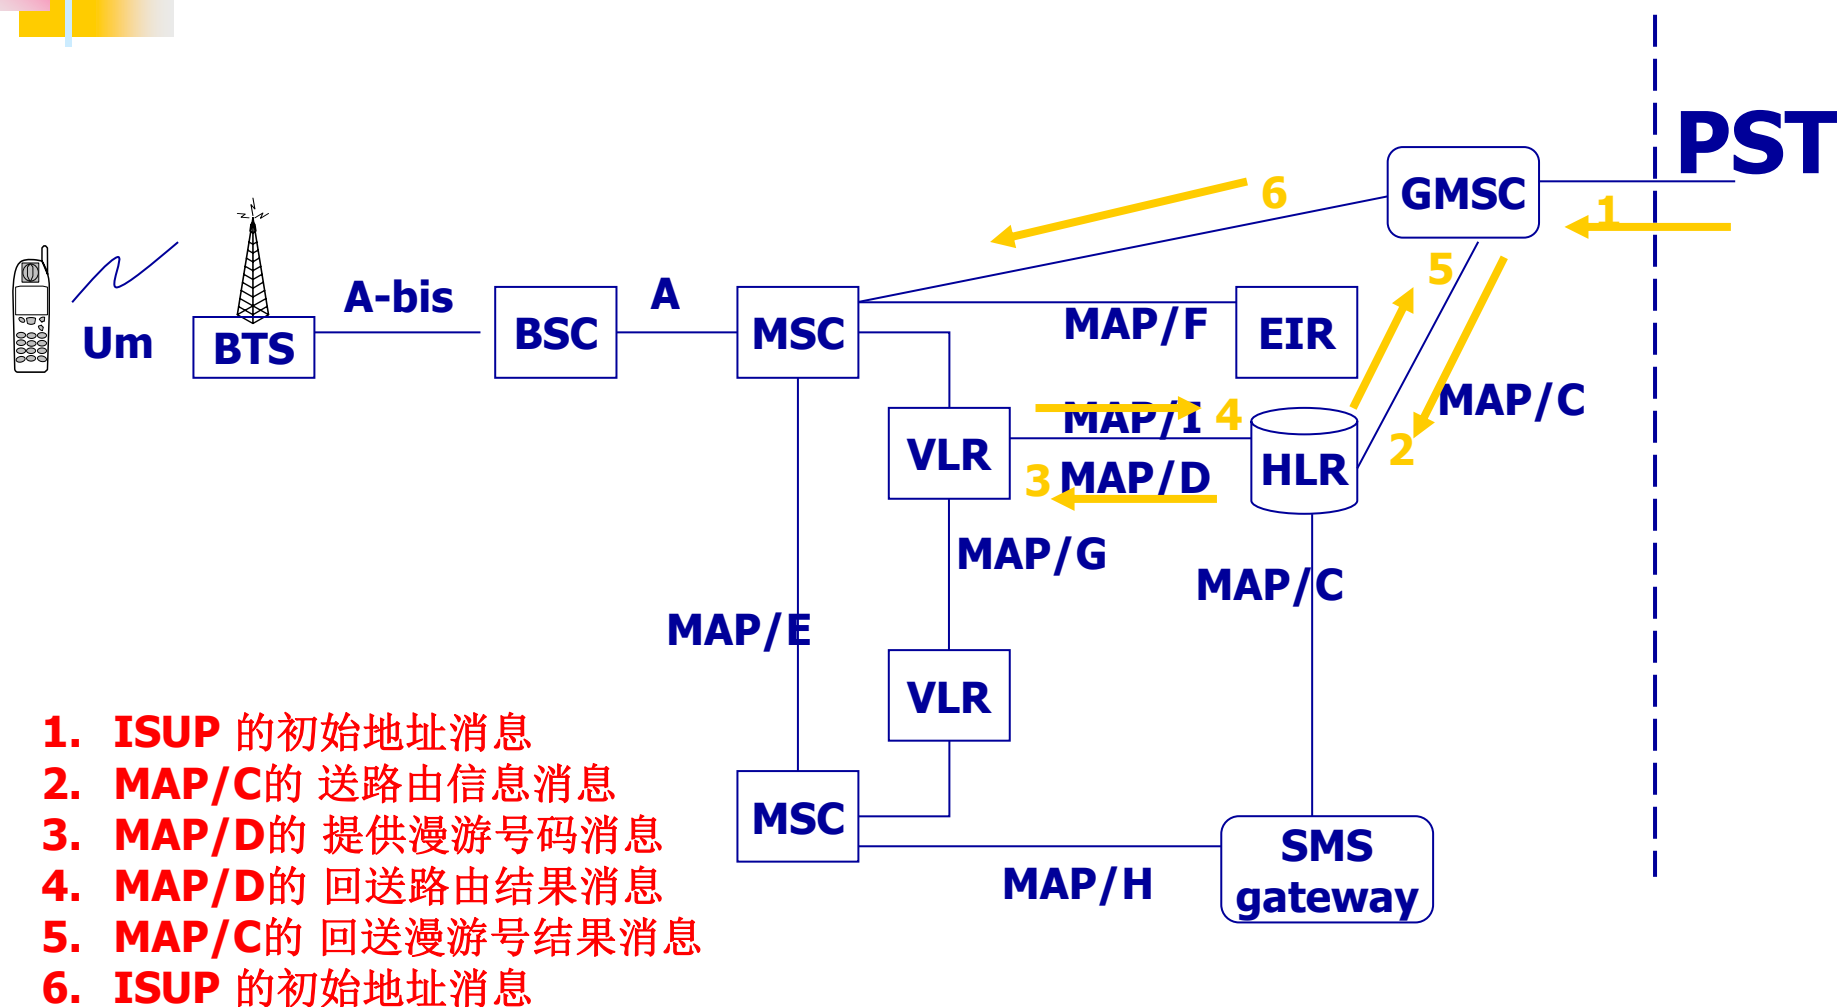 PST
GMSC
6
1
5
A-bis
A
MAP/F
Um
BTS
BSC
MSC
EIR
MAP/I
4
MAP/C
2
VLR
HLR
3
MAP/D
MAP/G
MAP/C
MAP/E
VLR
MSC
SMS
gateway
MAP/H
1. ISUP 的初始地址消息
2. MAP/C的 送路由信息消息
3. MAP/D的 提供漫游号码消息
4. MAP/D的 回送路由结果消息
5. MAP/C的 回送漫游号结果消息
6. ISUP 的初始地址消息